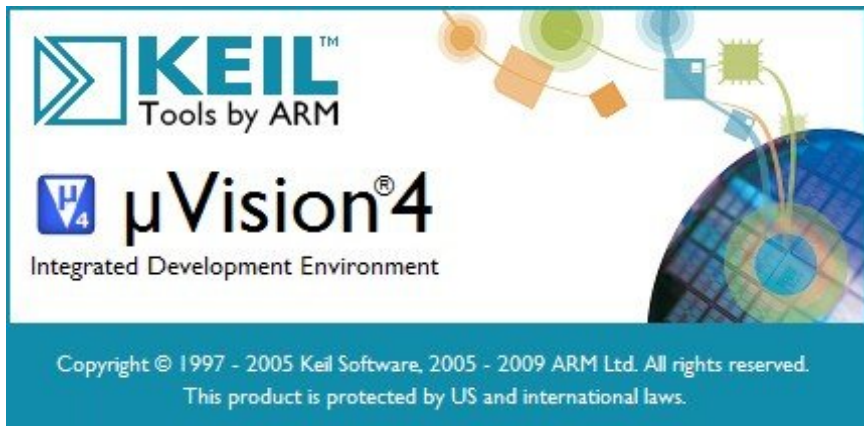 KEIL™
Tools by ARM
µ4
µVision®4
Integrated Development Environment
Copyright © 1997 - 2005 Keil Software, 2005 - 2009 ARM Ltd. All rights reserved.
This product is protected by US and international laws.